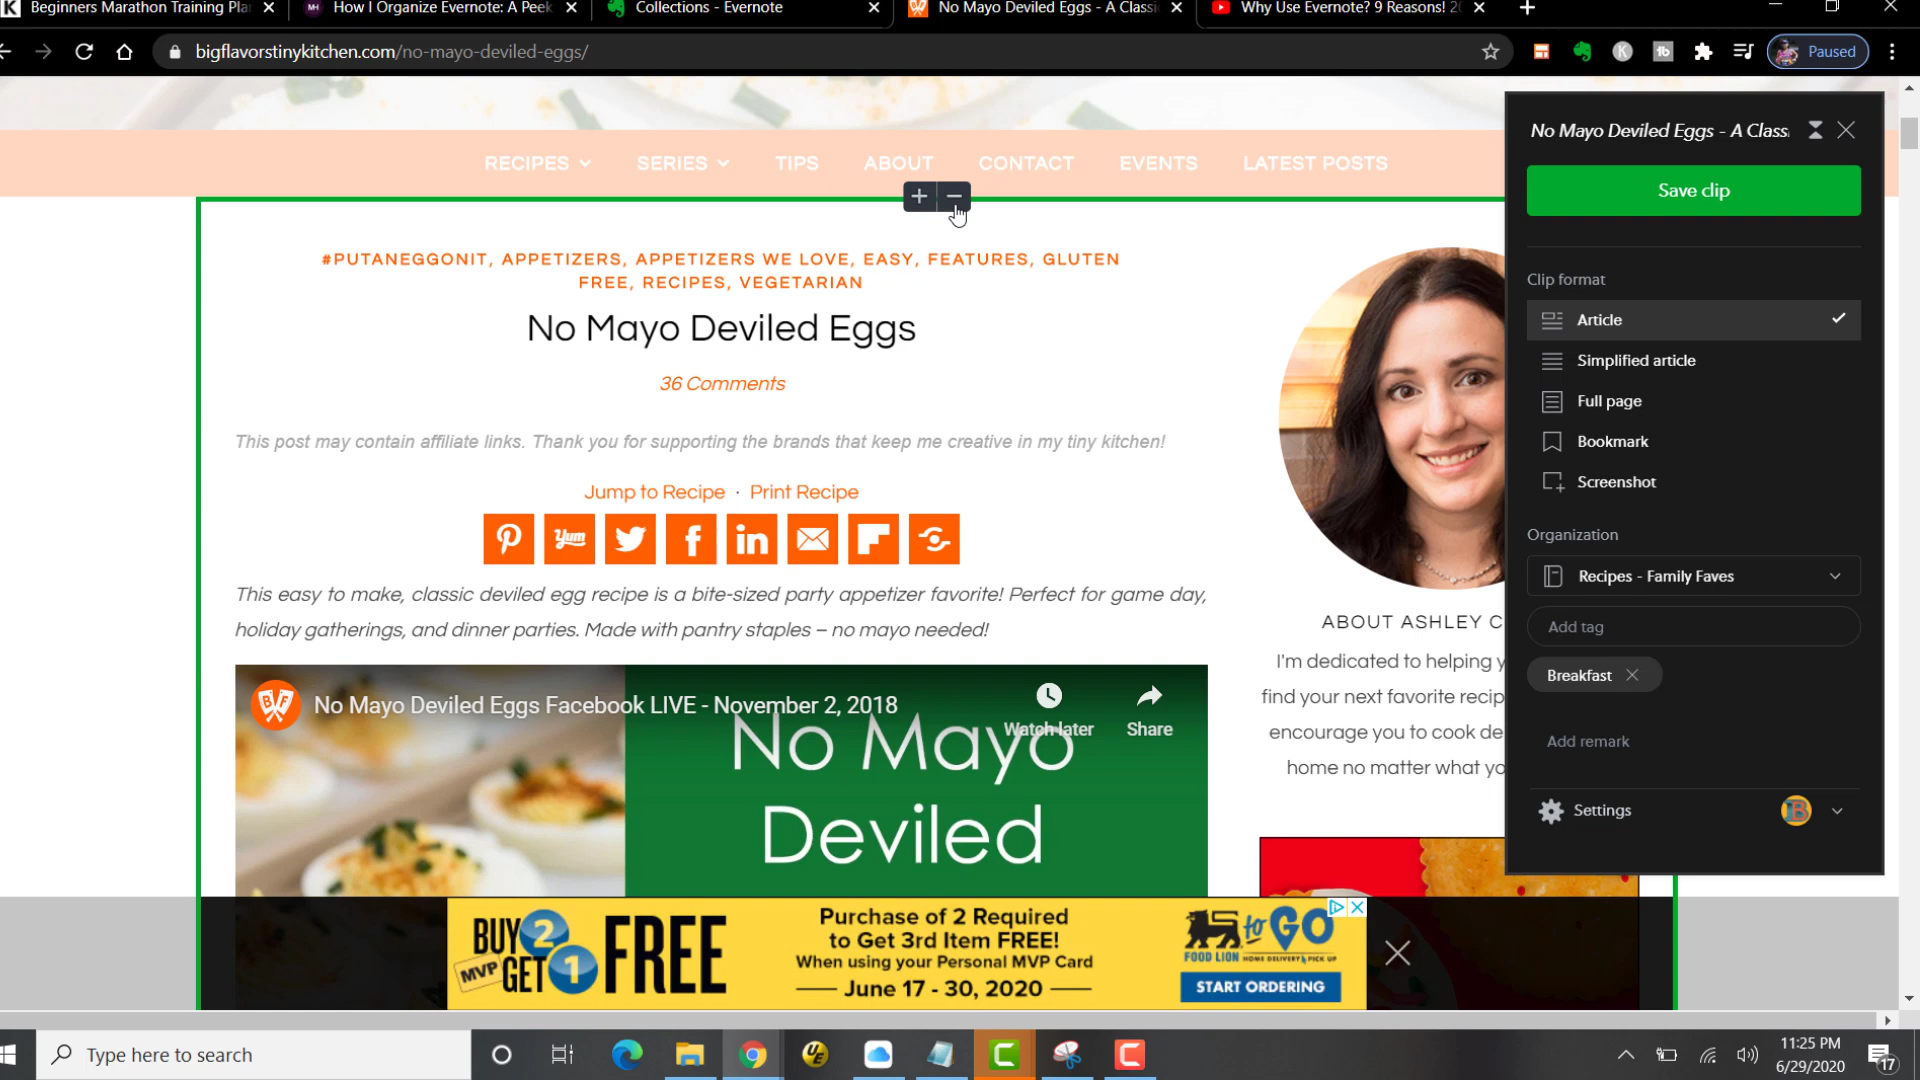 Beginners Marathon Training Pla
How I Organize Evernote: A Peek
Collections - Evernote
No Mayo Deviled Eggs - A Classic
Why Use Evernote? 9 Reasons! 20
bigflavorstinykitchen.com/no-mayo-deviled-eggs/
Paused
RECIPES
SERIES
TIPS
ABOUT
CONTACT
EVENTS
LATEST POSTS
#PUTANEGGONIT, APPETIZERS, APPETIZERS WE LOVE, EASY, FEATURES, GLUTEN
FREE, RECIPES, VEGETARIAN
No Mayo Deviled Eggs
36 Comments
This post may contain affiliate links. Thank you for supporting the brands that keep me creative in my tiny kitchen!
Jump to Recipe · Print Recipe
Yum
This easy to make, classic deviled egg recipe is a bite-sized party appetizer favorite! Perfect for game day,
holiday gatherings, and dinner parties. Made with pantry staples – no mayo needed!
BF
No Mayo Deviled Eggs Facebook LIVE - November 2, 2018
Watch later
Share
No Mayo
Deviled
ABOUT ASHLEY C
I'm dedicated to helping y
find your next favorite recip
encourage you to cook de
home no matter what yo
No Mayo Deviled Eggs - A Class
Save clip
Clip format
Article
Simplified article
Full page
Bookmark
Screenshot
Organization
Recipes - Family Faves
Add tag
Breakfast
Add remark
Settings
B
BUY 2
MVP GET 1 FREE
Purchase of 2 Required
to Get 3rd Item FREE!
When using your Personal MVP Card
June 17 - 30, 2020
to GO
FOOD LION HOME DELIVERY PICK UP
START ORDERING
Type here to search
11:25 PM
6/29/2020
17